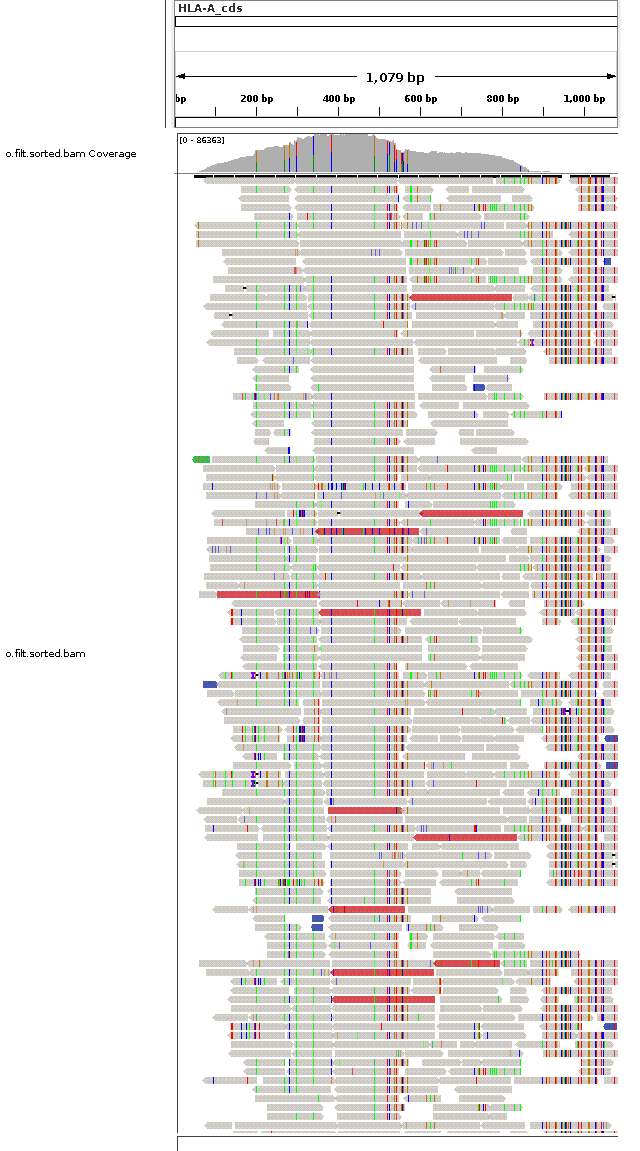 HLA-A_cds
1,079 bp
bp 200 bp 400 bp 600 bp 800 bp 1,000 bp
[0 - 86363]
o.filt.sorted.bam Coverage
o.filt.sorted.bam